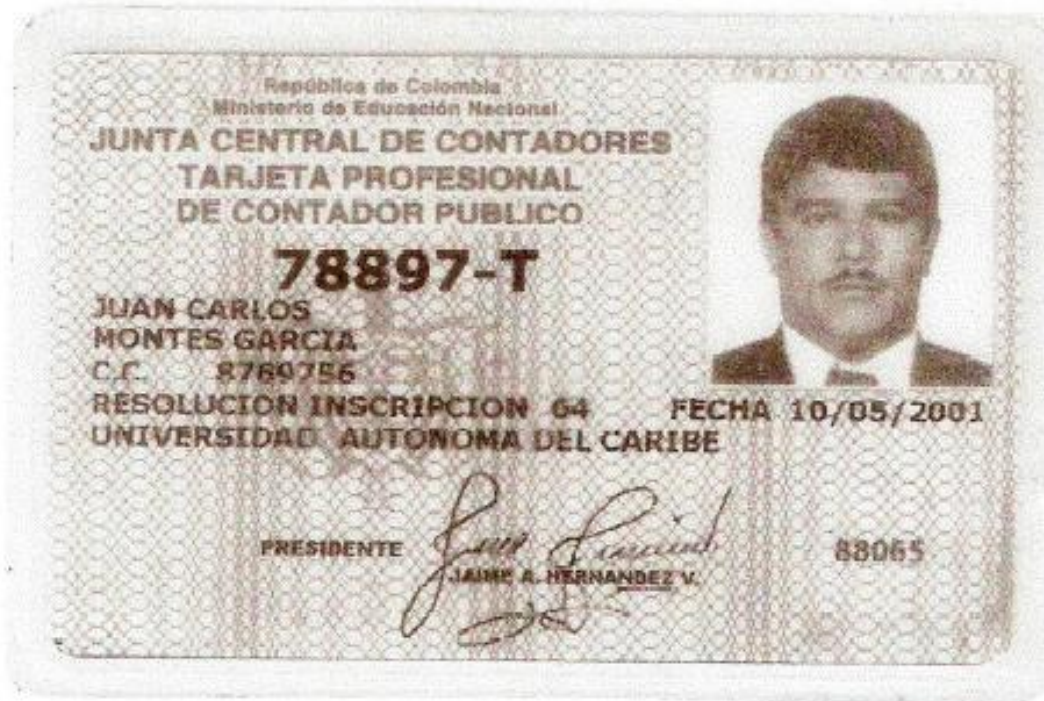 República de Colombia
Ministerio de Educación Nacional
JUNTA CENTRAL DE CONTADORES
TARJETA PROFESIONAL
DE CONTADOR PUBLICO
78897-T
JUAN CARLOS
MONTES GARCIA
C.C. 8769756
RESOLUCION INSCRIPCION 64 FECHA 10/05/2001
UNIVERSIDAD AUTONOMA DEL CARIBE
PRESIDENTE
JAIME A. HERNANDEZ V.
88065